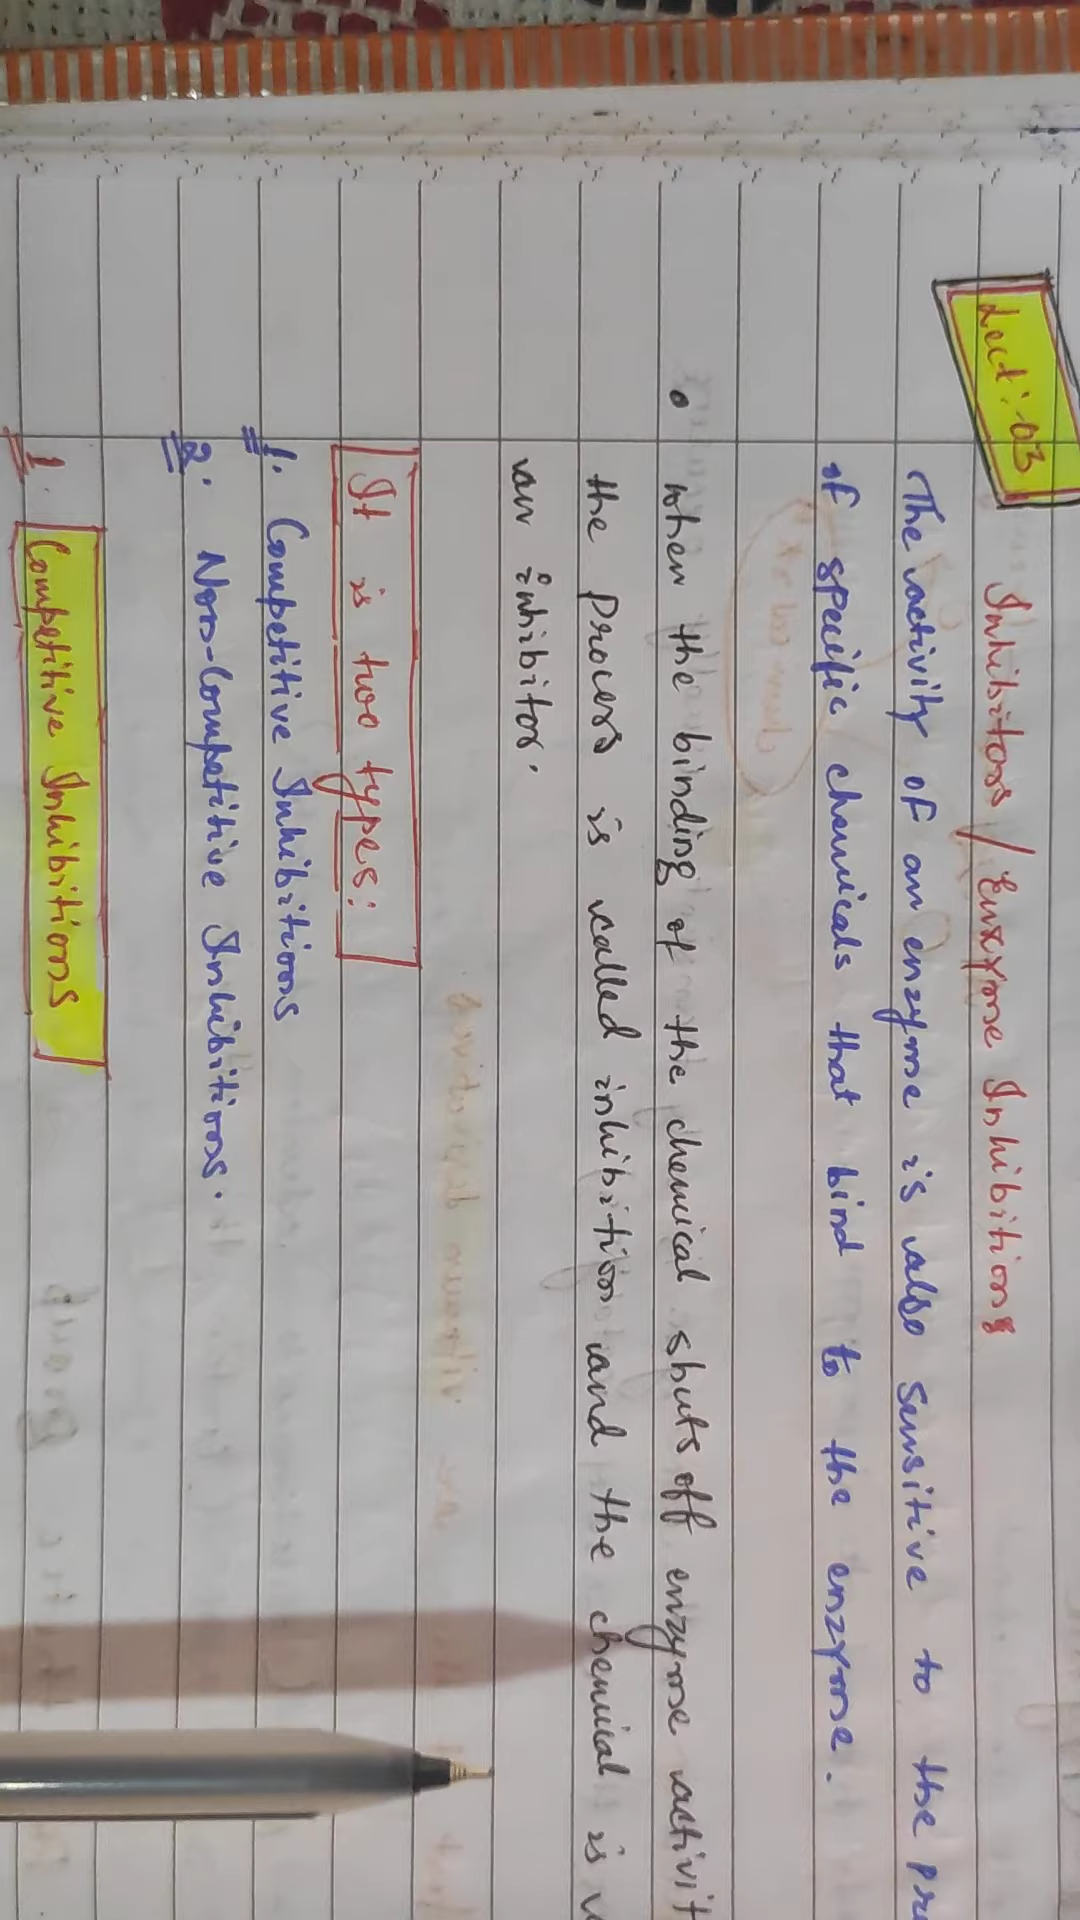 Lect: 03
Inhibitors / Enzyme Inhibitions
The activity of an enzyme is also sensitive to the
of specific chemicals that bind to the enzyme.
• when the binding of the chemical shuts off enzyme
the process is called inhibition and the chemical is
an inhibitor.
It is two types:
1. Competitive Inhibitions
2. Non-Competitive Inhibitions.
1. Competitive Inhibitions